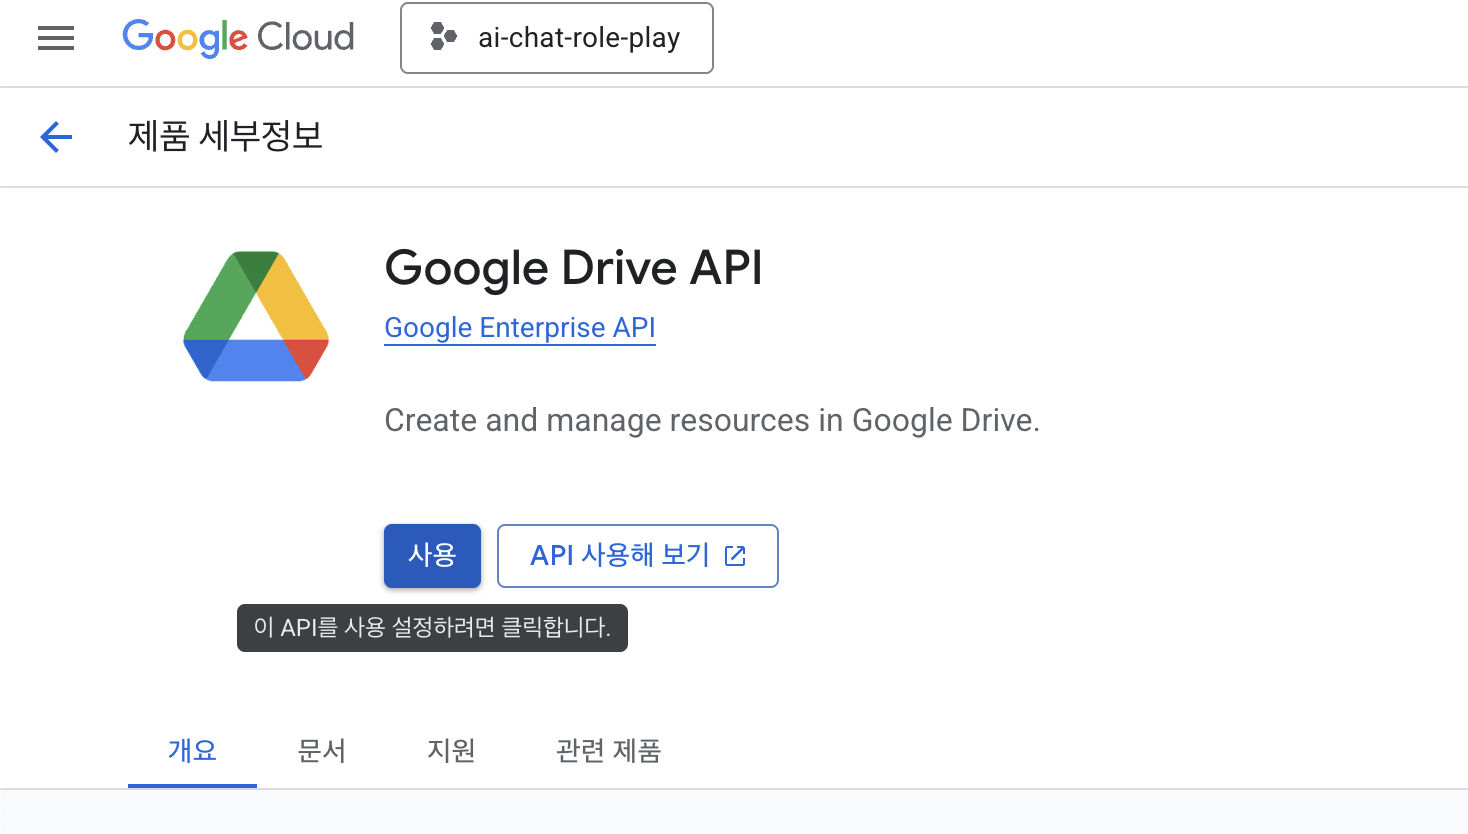 Google Cloud
ai-chat-role-play
제품 세부정보
Google Drive API
Google Enterprise API
Create and manage resources in Google Drive.
사용
API 사용해 보기
이 API를 사용 설정하려면 클릭합니다.
개요 문서 지원 관련 제품